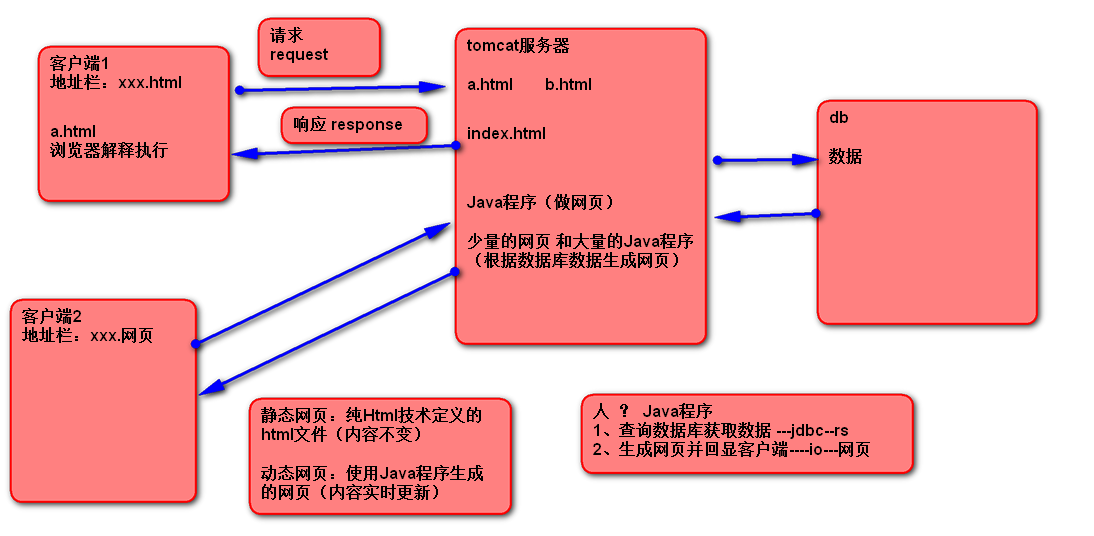 请求
request
客户端1
地址栏：xxx.html
a.html
浏览器解释执行
响应 response
tomcat服务器
a.html b.html
index.html
Java程序（做网页）
少量的网页 和大量的Java程序
（根据数据库数据生成网页）
db
数据
客户端2
地址栏：xxx.网页
静态网页：纯Html技术定义的
html文件（内容不变）
动态网页：使用Java程序生成
的网页（内容实时更新）
人 ？ Java程序
1、查询数据库获取数据 ---jdbc--rs
2、生成网页并回显客户端----io---网页